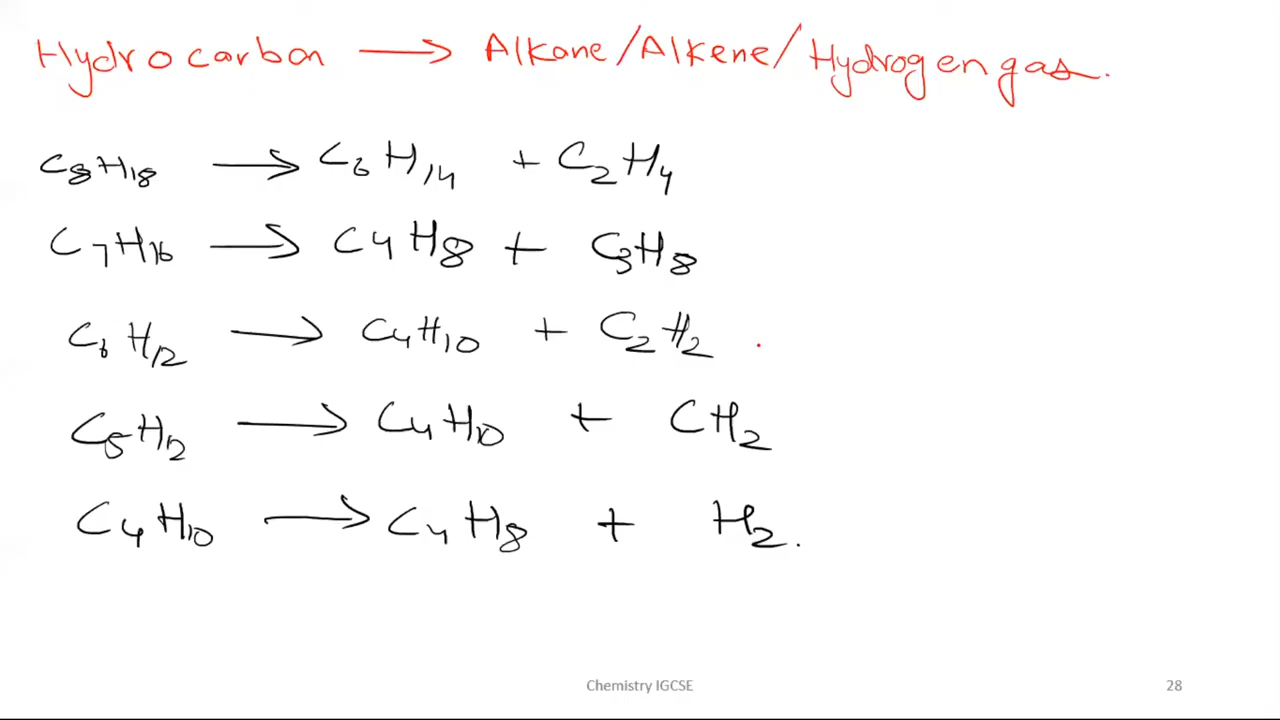 Hydrocarbon → Alkane/Alkene/Hydrogen gas.
C₈H₁₈ → C₆H₁₄ + C₂H₄
C₇H₁₆ → C₄H₈ + C₃H₈
C₆H₁₂ → C₄H₁₀ + C₂H₂
C₅H₁₂ → C₄H₁₀ + CH₂
C₄H₁₀ → C₄H₈ + H₂.
Chemistry IGCSE 28